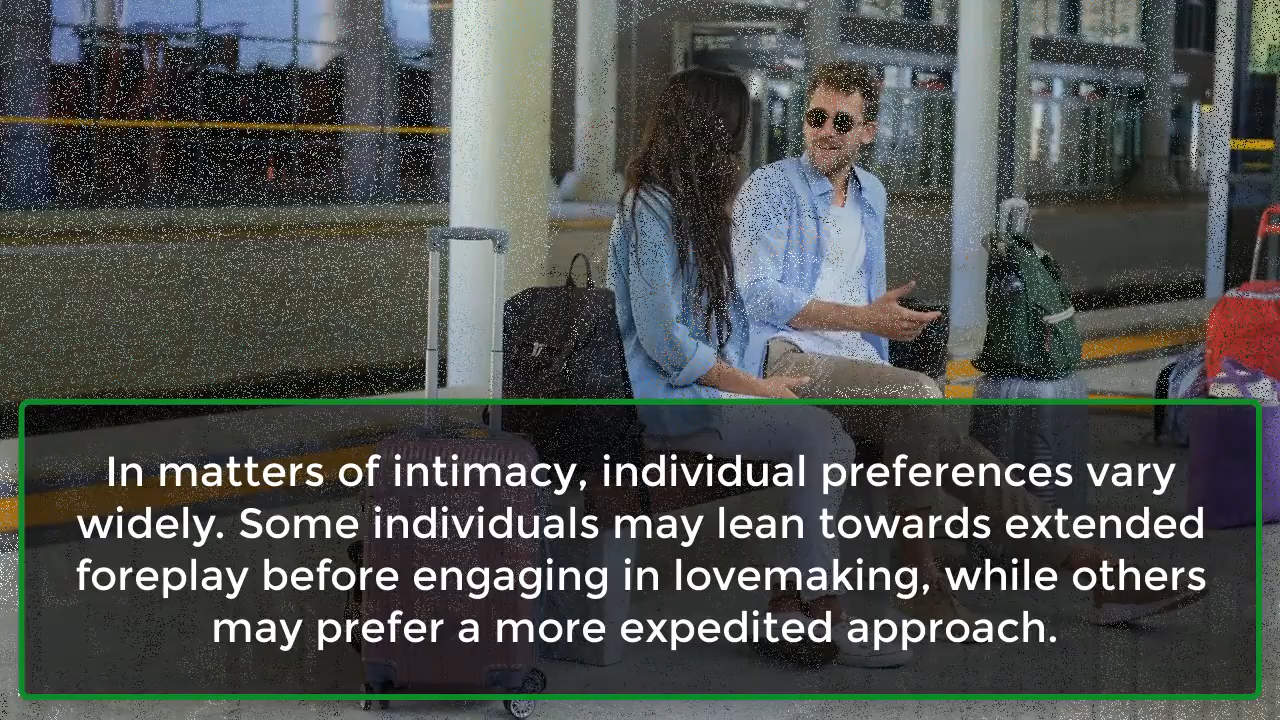 In matters of intimacy, individual preferences vary
widely. Some individuals may lean towards extended
foreplay before engaging in lovemaking, while others
may prefer a more expedited approach.